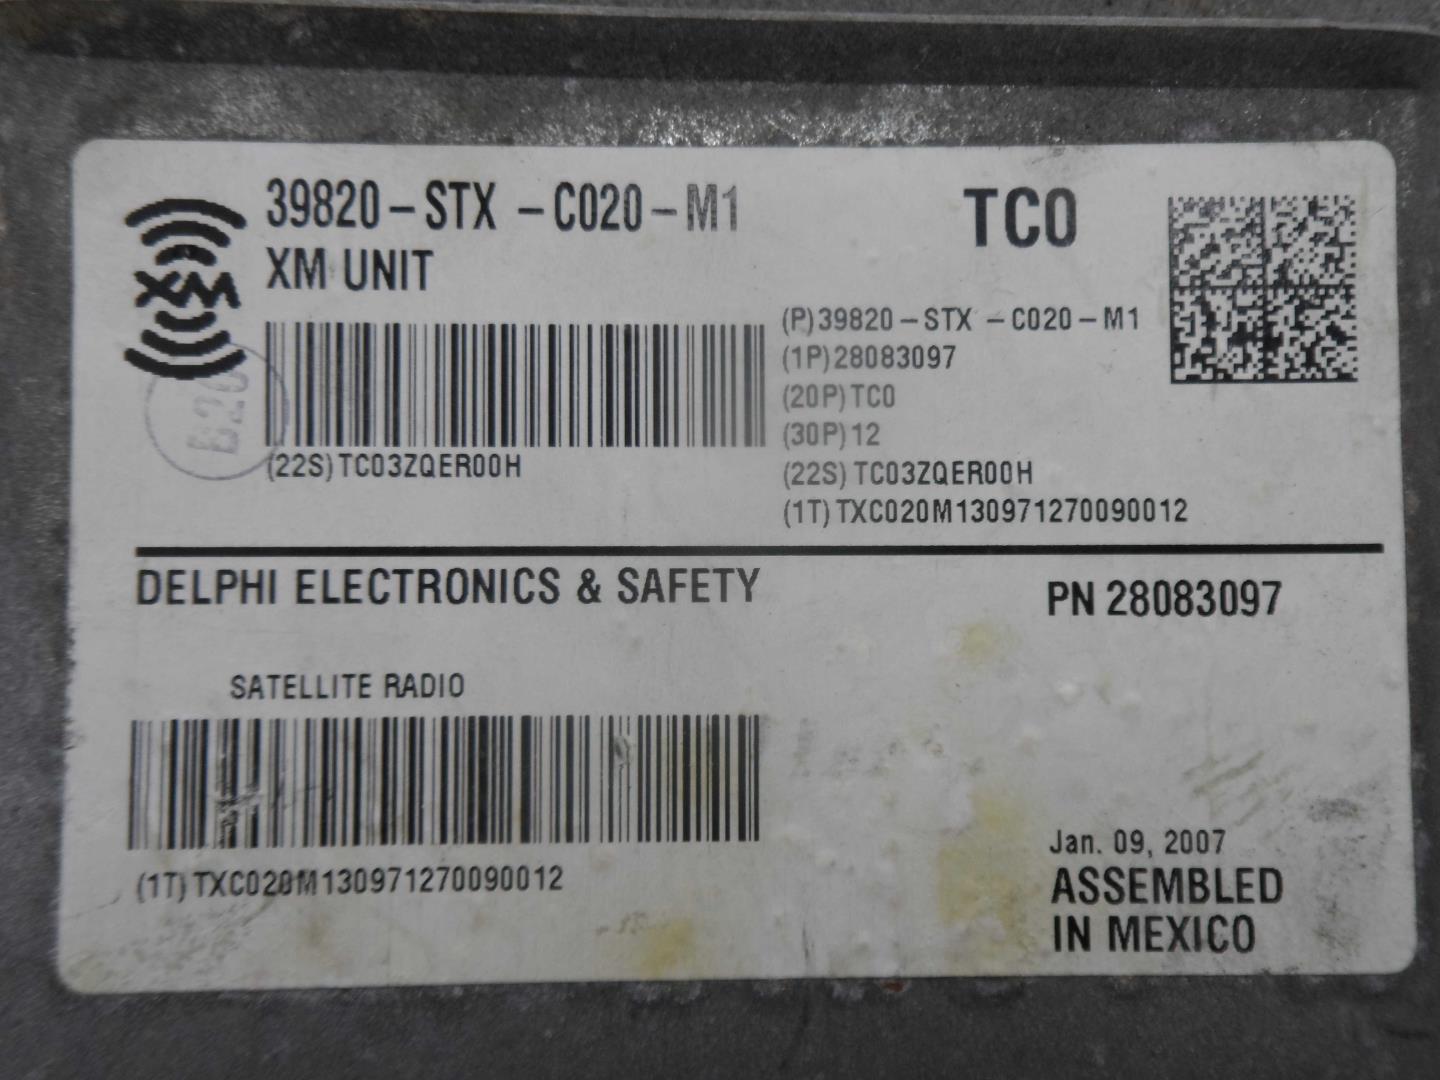 39820-STX -C020-M1
XM UNIT
XM
TC0
B20
(22S)TC03ZQER00H
(P)39820-STX -C020-M1
(1P)28083097
(20P)TC0
(30P)12
(22S)TC03ZQER00H
(1T)TXC020M130971270090012
DELPHI ELECTRONICS & SAFETY
PN 28083097
SATELLITE RADIO
(1T)TXC020M130971270090012
Jan. 09, 2007
ASSEMBLED
IN MEXICO